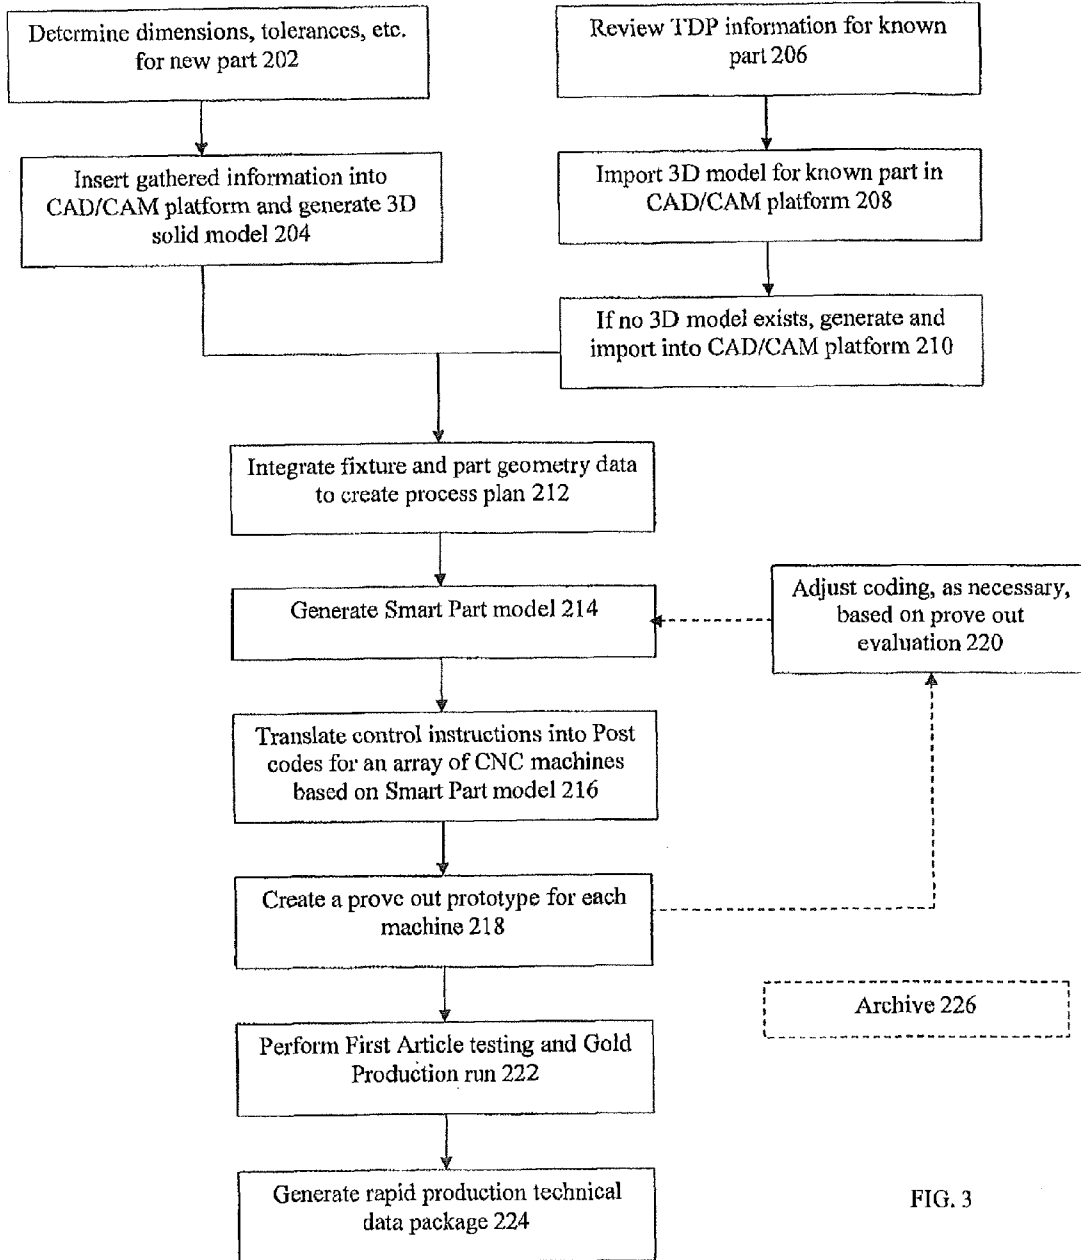 Determine dimensions, tolerances, etc.
for new part 202
Review TDP information for known
part 206
Insert gathered information into
CAD/CAM platform and generate 3D
solid model 204
Import 3D model for known part in
CAD/CAM platform 208
If no 3D model exists, generate and
import into CAD/CAM platform 210
Integrate fixture and part geometry data
to create process plan 212
Generate Smart Part model 214
Adjust coding, as necessary,
based on prove out
evaluation 220
Translate control instructions into Post
codes for an array of CNC machines
based on Smart Part model 216
Create a prove out prototype for each
machine 218
Archive 226
Perform First Article testing and Gold
Production run 222
Generate rapid production technical
data package 224
FIG. 3